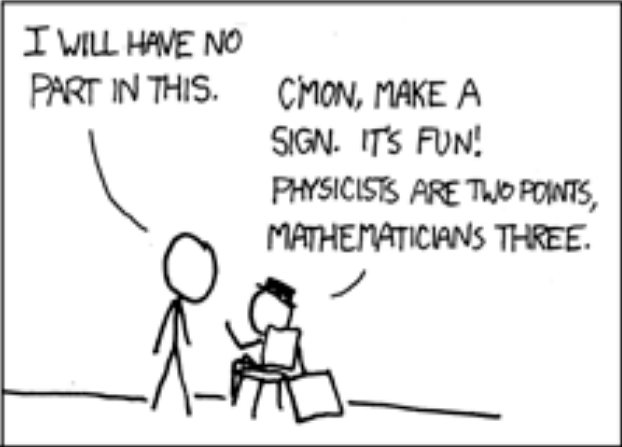 I WILL HAVE NO
PART IN THIS.
C'MON, MAKE A
SIGN. IT'S FUN!
PHYSICISTS ARE TWO POINTS,
MATHEMATICIANS THREE.